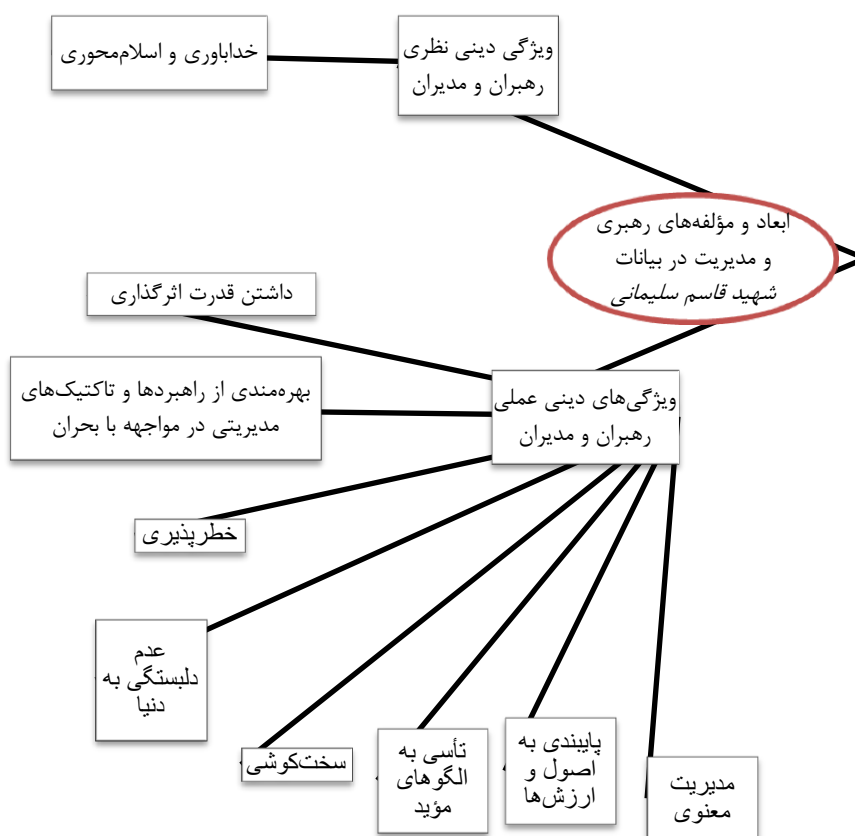 ویژگی دینی نظری
رهبران و مدیران
خداباوری و اسلام‌محوری
ابعاد و مؤلفه‌های رهبری
و مدیریت در بیانات
شهید قاسم سلیمانی
داشتن قدرت اثرگذاری
ویژگی‌های دینی عملی
رهبران و مدیران
بهره‌مندی از راهبردها و تاکتیک‌های
مدیریتی در مواجهه با بحران
خطرپذیری
عدم
دلبستگی به
دنیا
سخت‌کوشی
تأسی به
الگوهای
مؤید
پایبندی به
اصول و
ارزش‌ها
مدیریت
معنوی